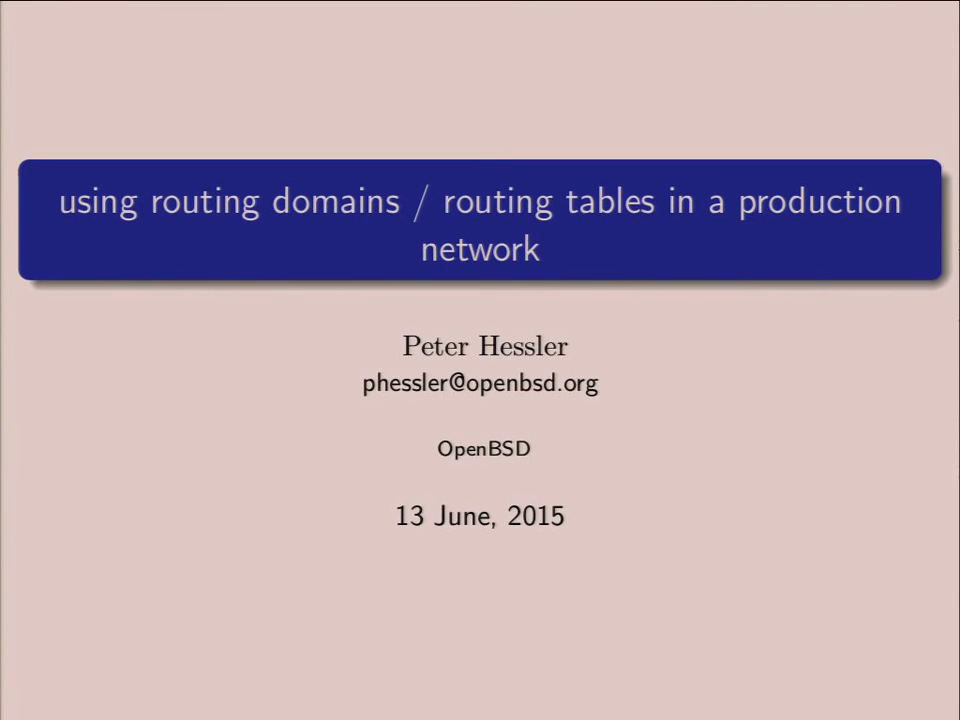 using routing domains / routing tables in a production
network
Peter Hessler
phessler@openbsd.org
OpenBSD
13 June, 2015